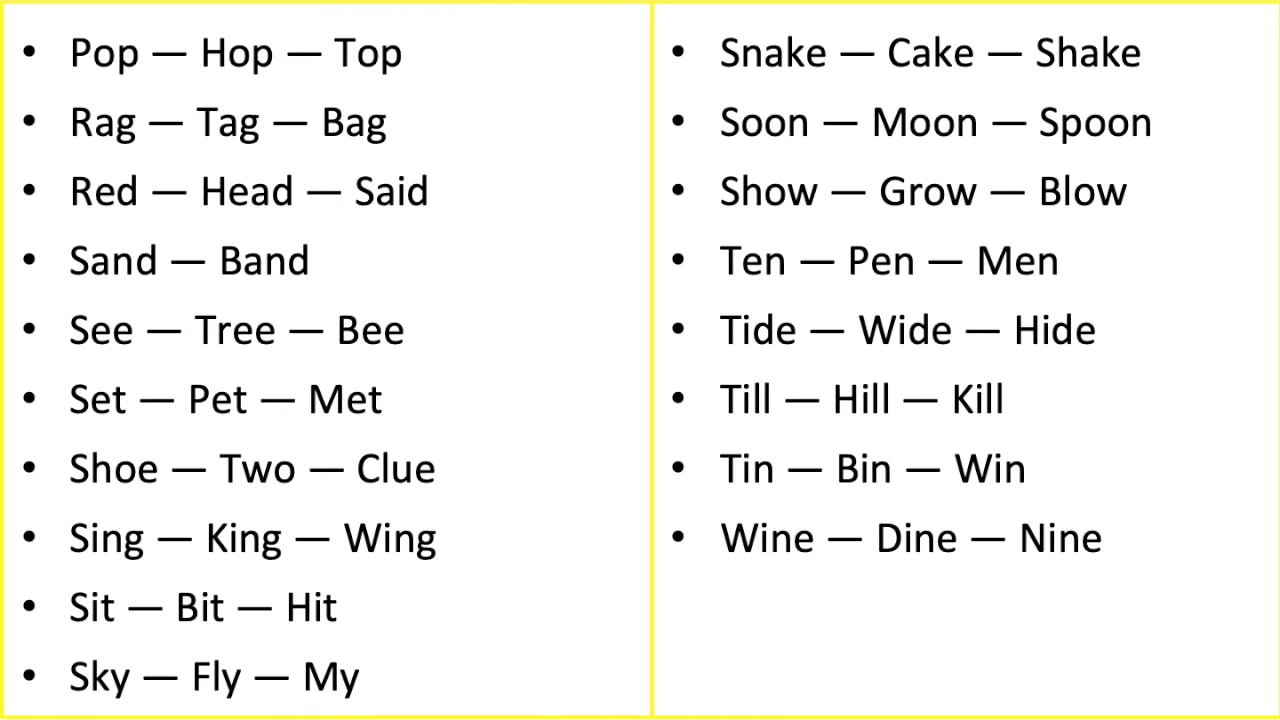 • Pop — Hop — Top
• Rag — Tag — Bag
• Red — Head — Said
• Sand — Band
• See — Tree — Bee
• Set — Pet — Met
• Shoe — Two — Clue
• Sing — King — Wing
• Sit — Bit — Hit
• Sky — Fly — My
• Snake — Cake — Shake
• Soon — Moon — Spoon
• Show — Grow — Blow
• Ten — Pen — Men
• Tide — Wide — Hide
• Till — Hill — Kill
• Tin — Bin — Win
• Wine — Dine — Nine